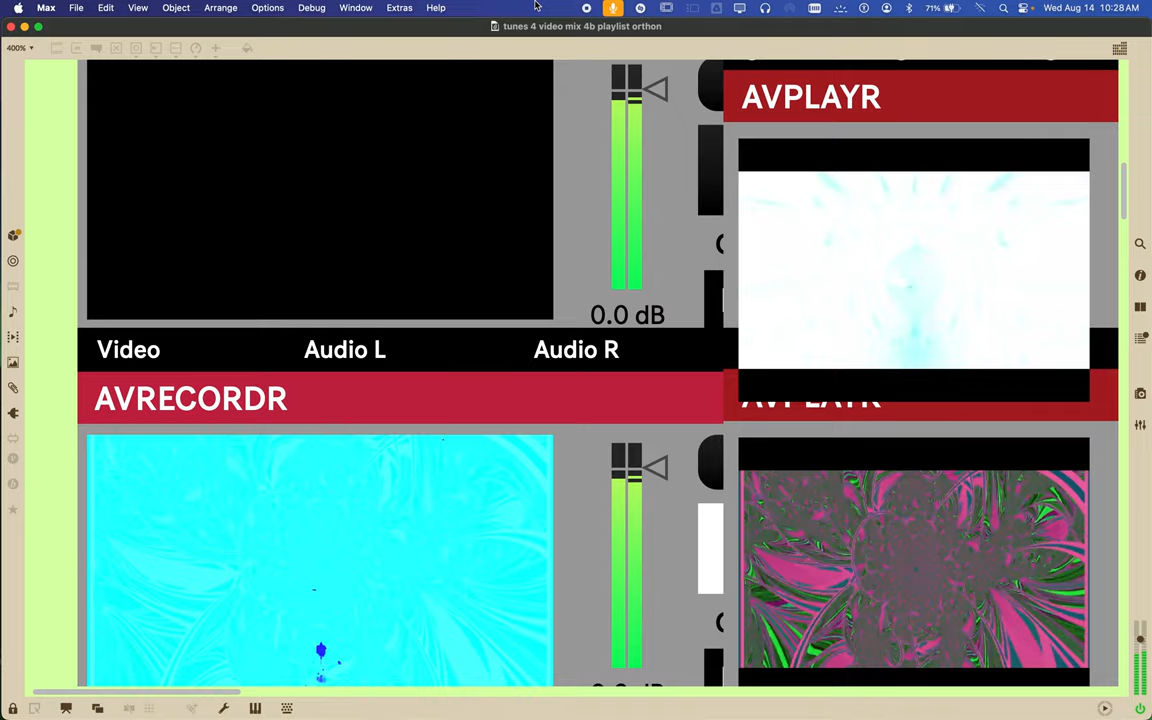 Max File Edit View Object Arrange Options Debug Window Extras Help 71% Wed Aug 14 10:28 AM
tunes 4 video mix 4b playlist orthon
400%
AVPLAYR
0.0 dB
Video Audio L Audio R
AVRECORDR
AVPLAYR